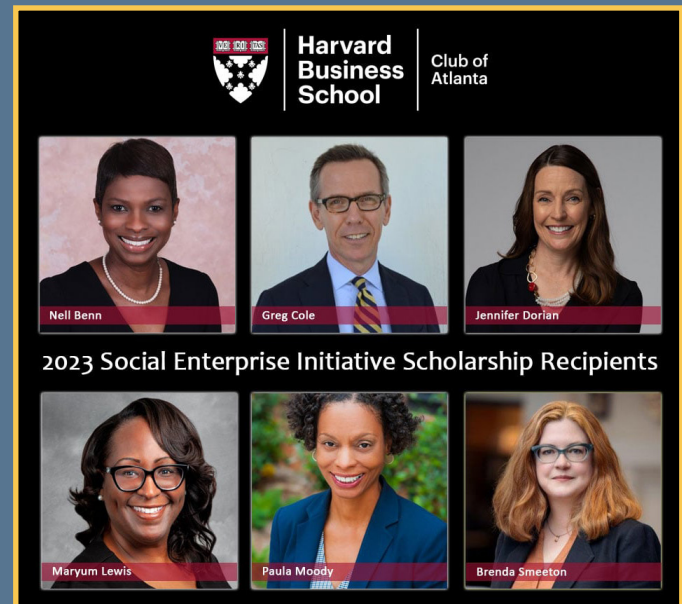 Harvard
Business
School
Club of
Atlanta
Nell Benn
Greg Cole
Jennifer Dorian
2023 Social Enterprise Initiative Scholarship Recipients
Maryum Lewis
Paula Moody
Brenda Smeeton